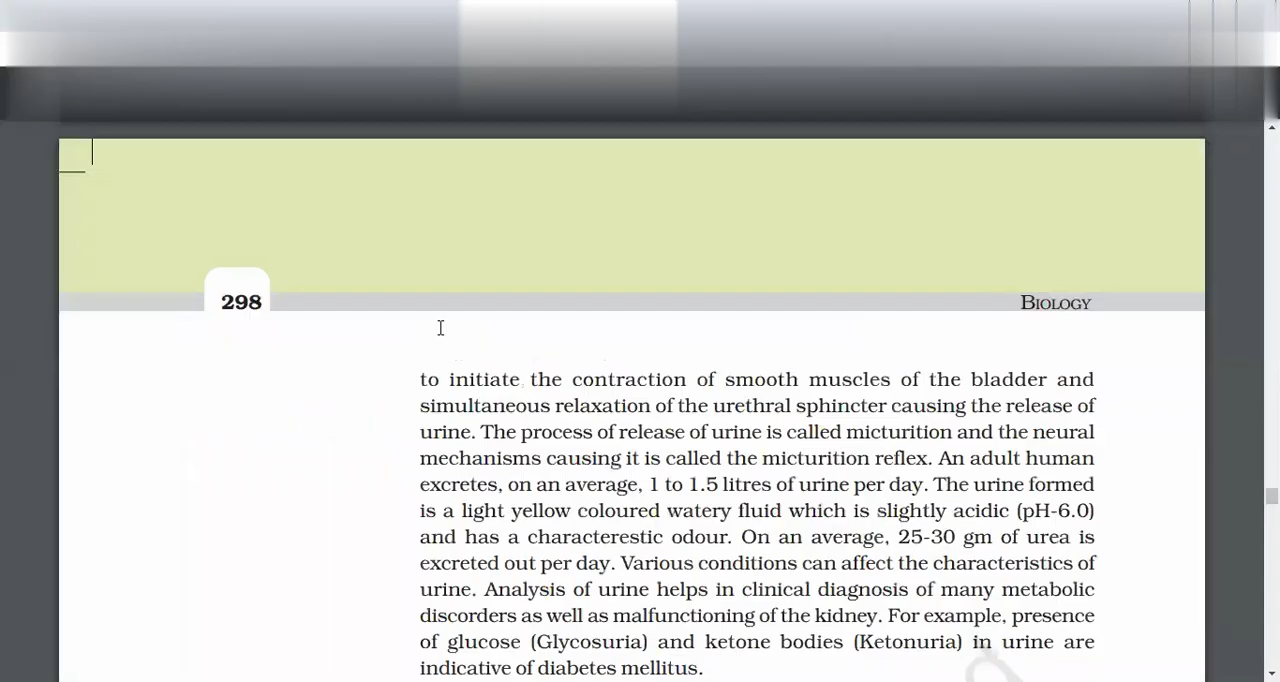 298
BIOLOGY
to initiate the contraction of smooth muscles of the bladder and
simultaneous relaxation of the urethral sphincter causing the release of
urine. The process of release of urine is called micturition and the neural
mechanisms causing it is called the micturition reflex. An adult human
excretes, on an average, 1 to 1.5 litres of urine per day. The urine formed
is a light yellow coloured watery fluid which is slightly acidic (pH-6.0)
and has a characterestic odour. On an average, 25-30 gm of urea is
excreted out per day. Various conditions can affect the characteristics of
urine. Analysis of urine helps in clinical diagnosis of many metabolic
discorders as well as malfunctioning of the kidney. For example, presence
of glucose (Glycosuria) and ketone bodies (Ketonuria) in urine are
indicative of diabetes mellitus.